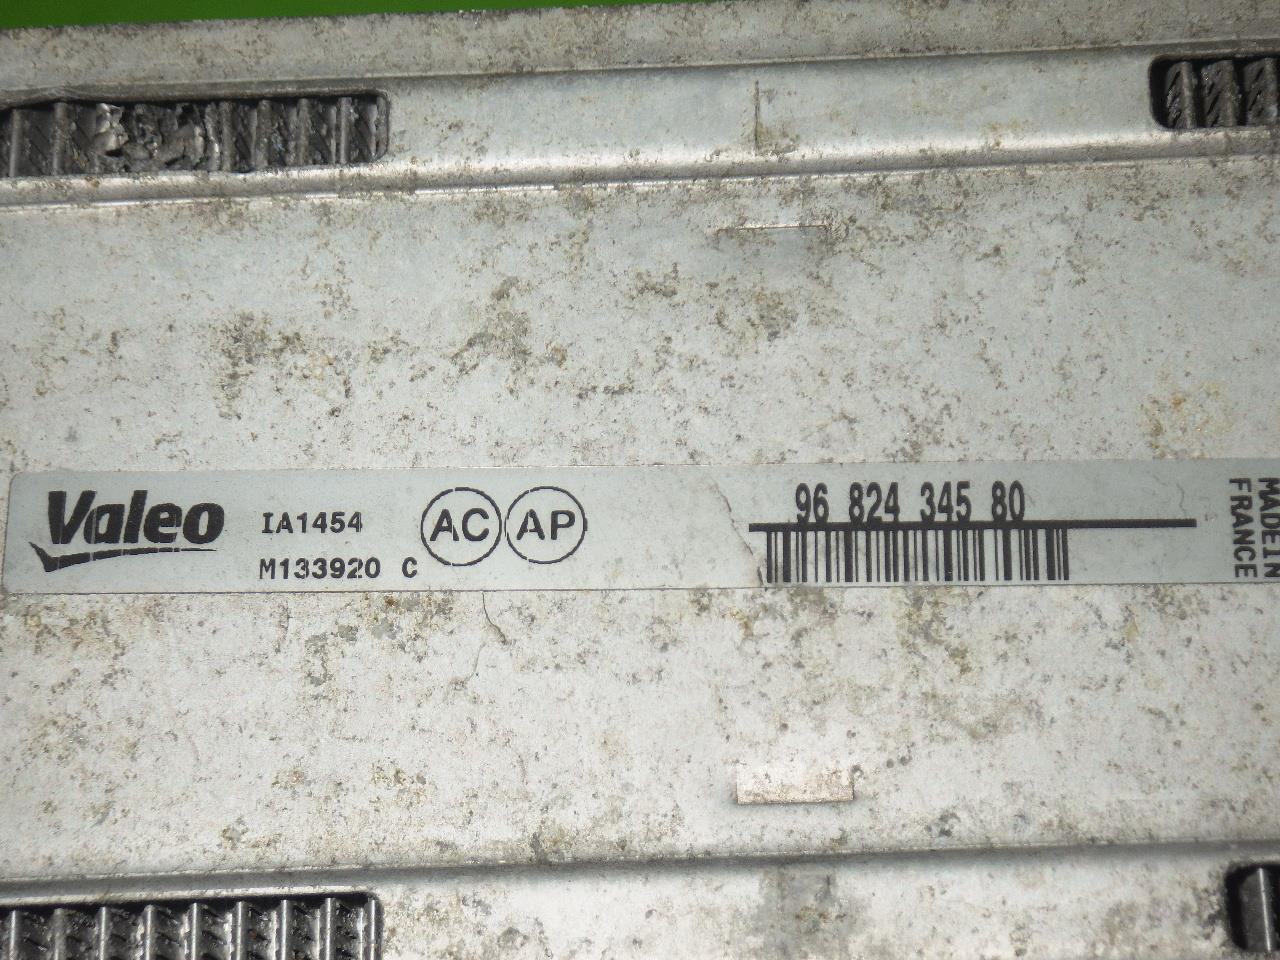 Valeo
IA1454
M133920 C
AC AP
96 824 345 80
MADE IN
FRANCE